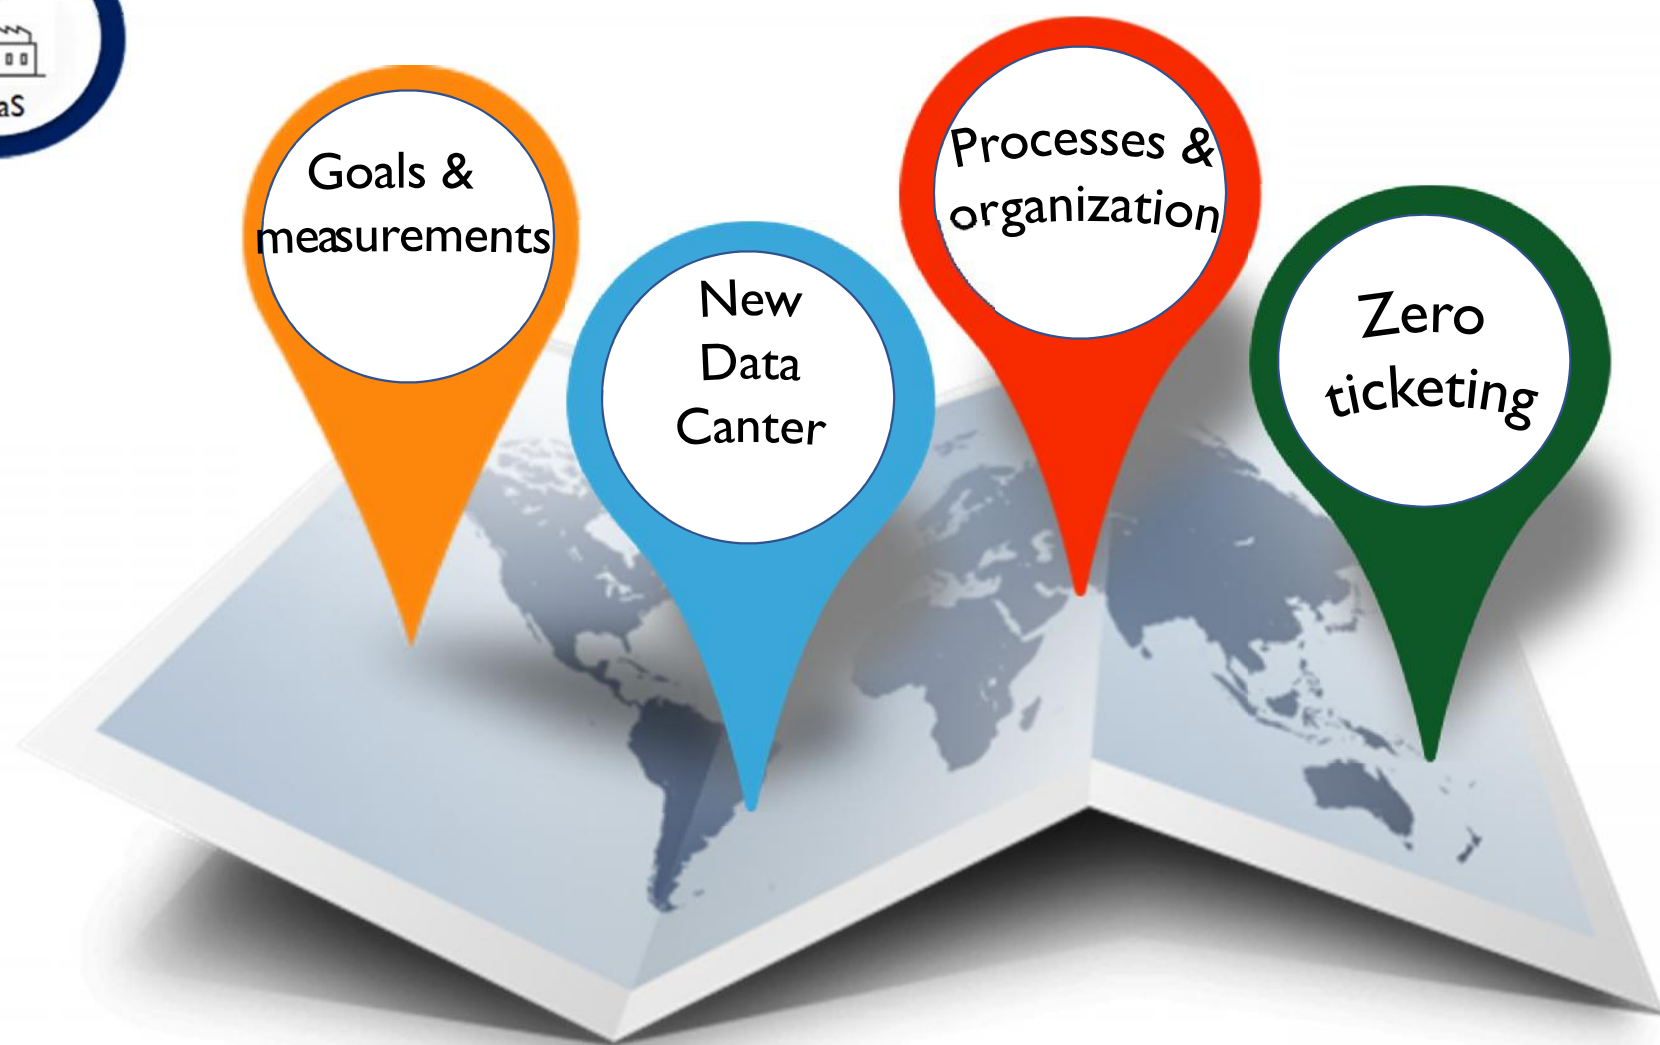 aS
Goals &
measurements
New
Data
Canter
Processes &
organization
Zero
ticketing